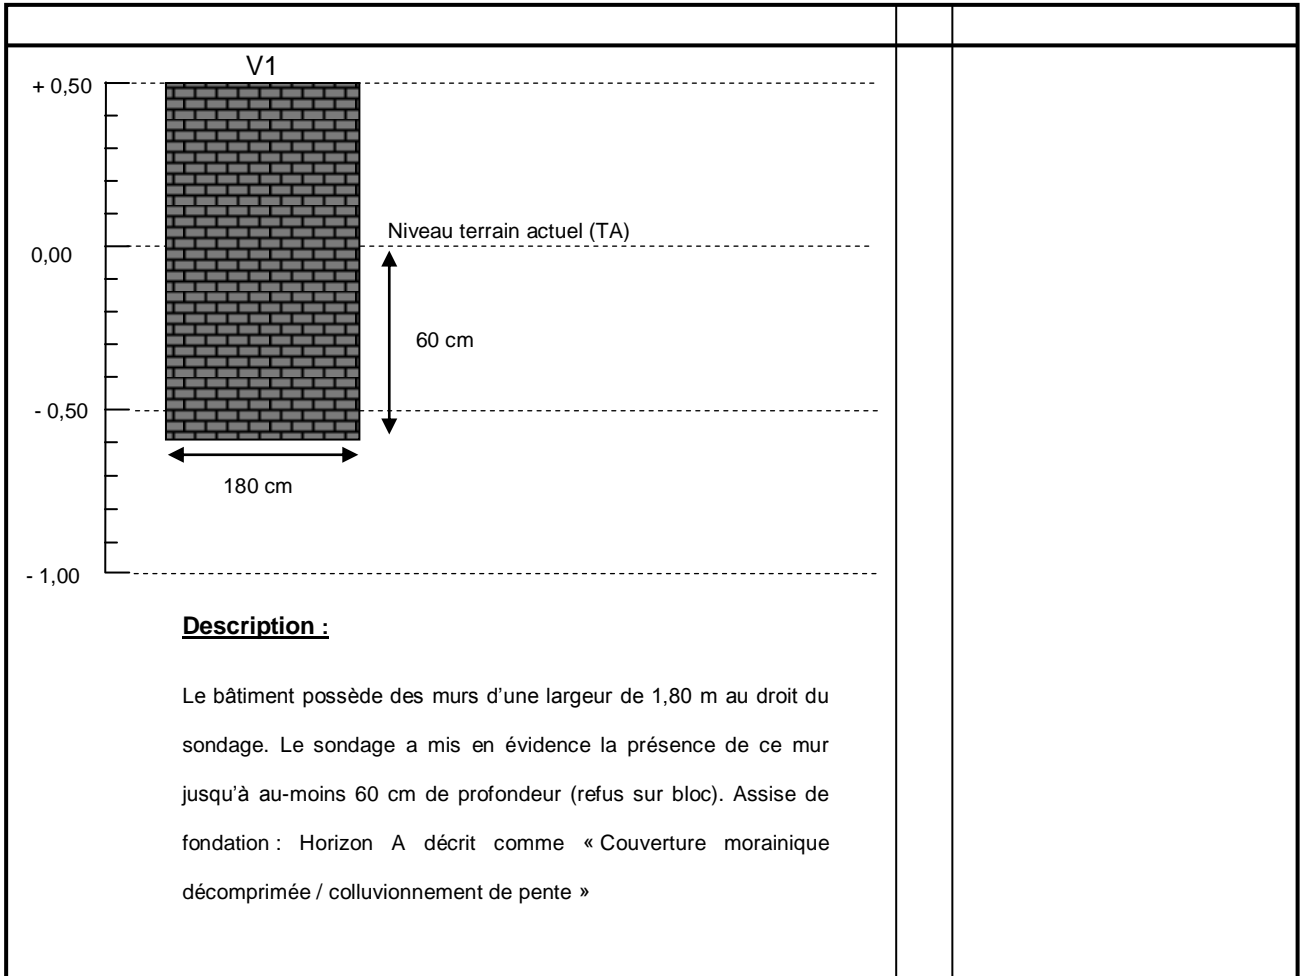 V1
+ 0,50
Niveau terrain actuel (TA)
0,00
60 cm
- 0,50
180 cm
- 1,00
Description :
Le bâtiment possède des murs d’une largeur de 1,80 m au droit du
sondage. Le sondage a mis en évidence la présence de ce mur
jusqu’à au-moins 60 cm de profondeur (refus sur bloc). Assise de
fondation : Horizon A décrit comme « Couverture morainique
décomprimée / colluvionnement de pente »